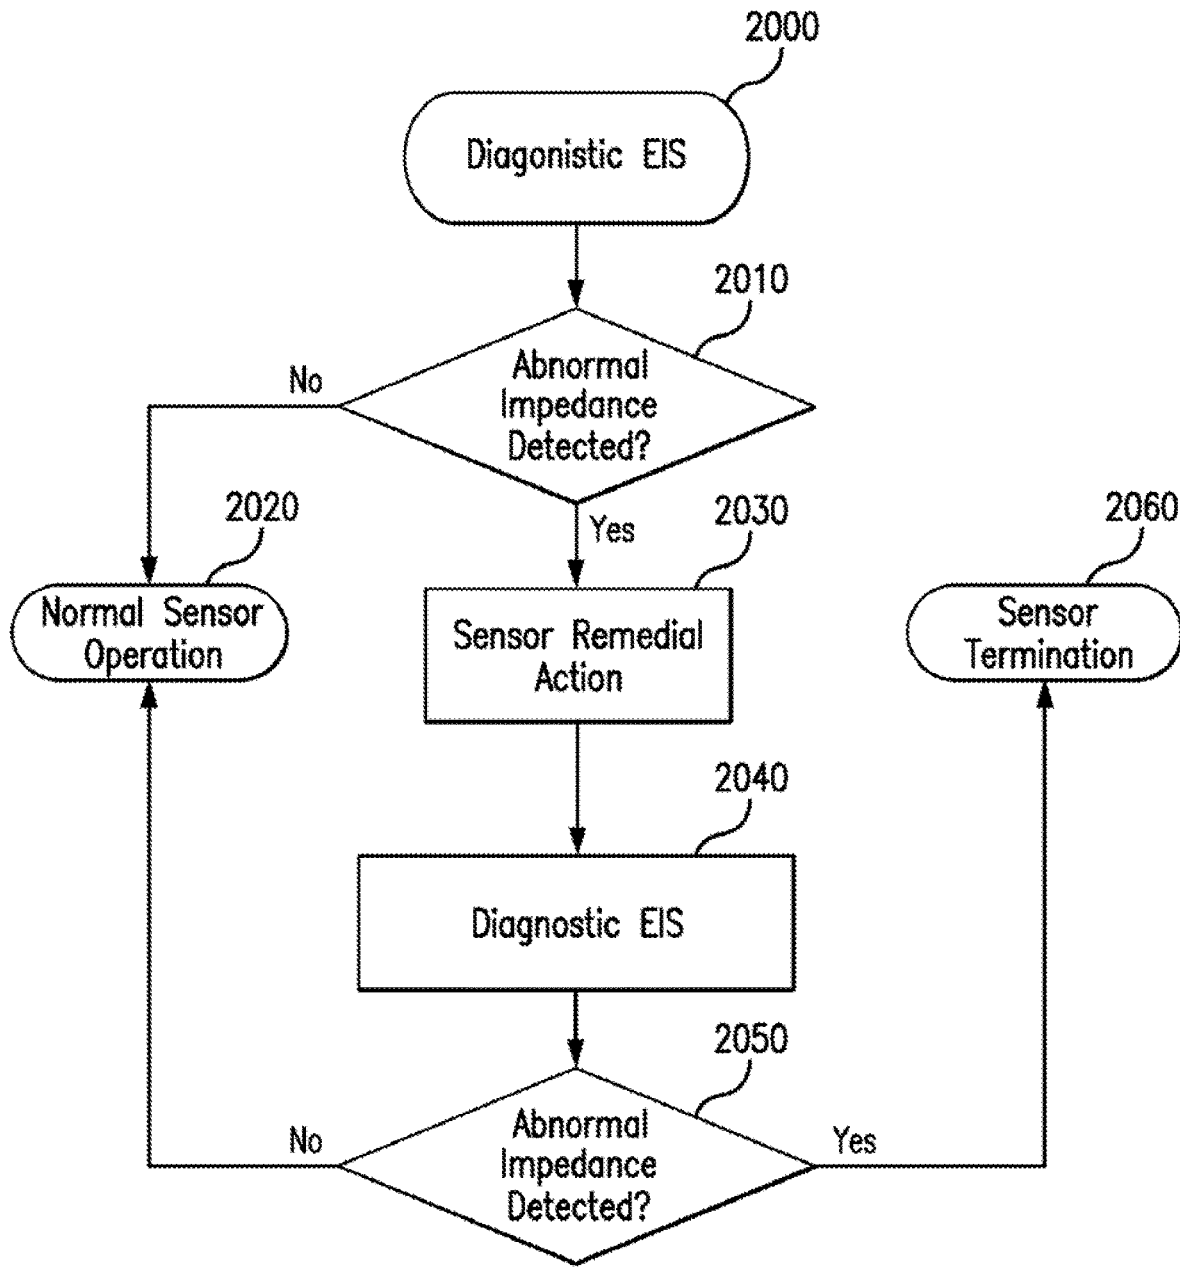 2000
Diagonistic EIS
2010
Abnormal
Impedance
Detected?
No
Yes
2020
Normal Sensor
Operation
2030
Sensor Remedial
Action
2060
Sensor
Termination
2040
Diagnostic EIS
2050
Abnormal
Impedance
Detected?
No
Yes